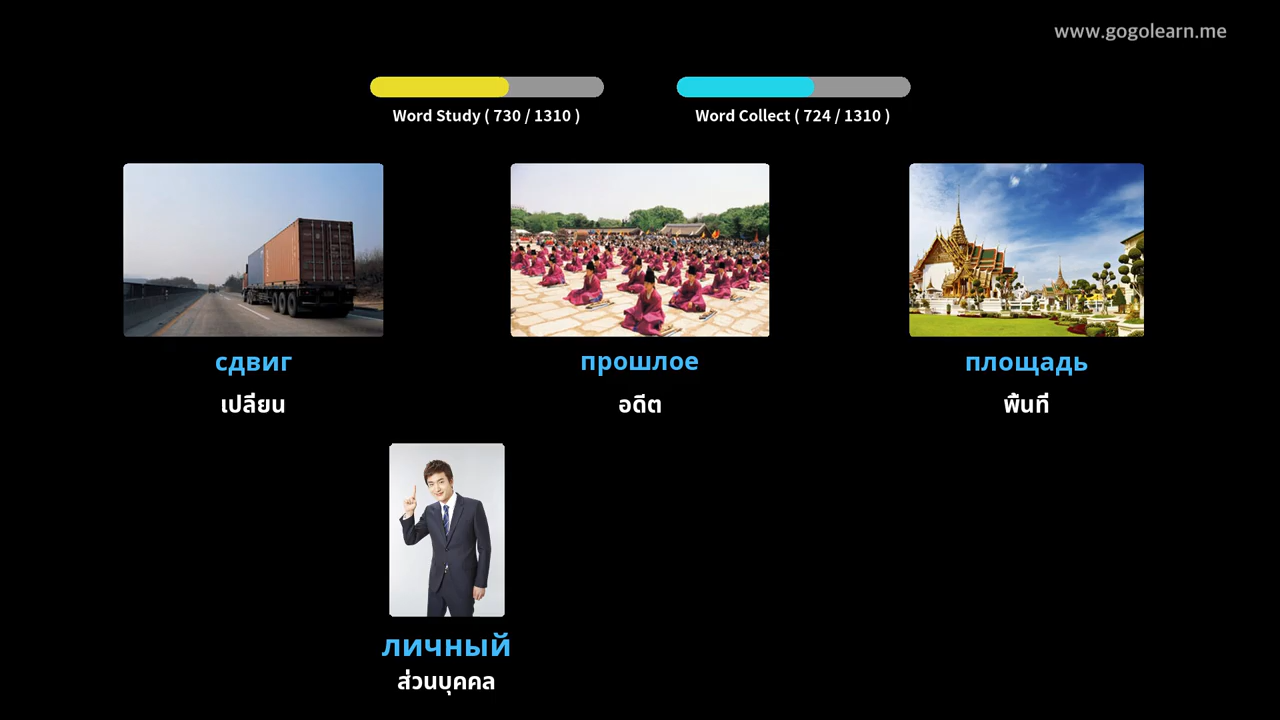 www.gogolearn.me
Word Study ( 730 / 1310 )
Word Collect ( 724 / 1310 )
сдвиг
прошлое
площадь
เปลี่ยน
อดีต
พื้นที่
личный
ส่วนบุคคล